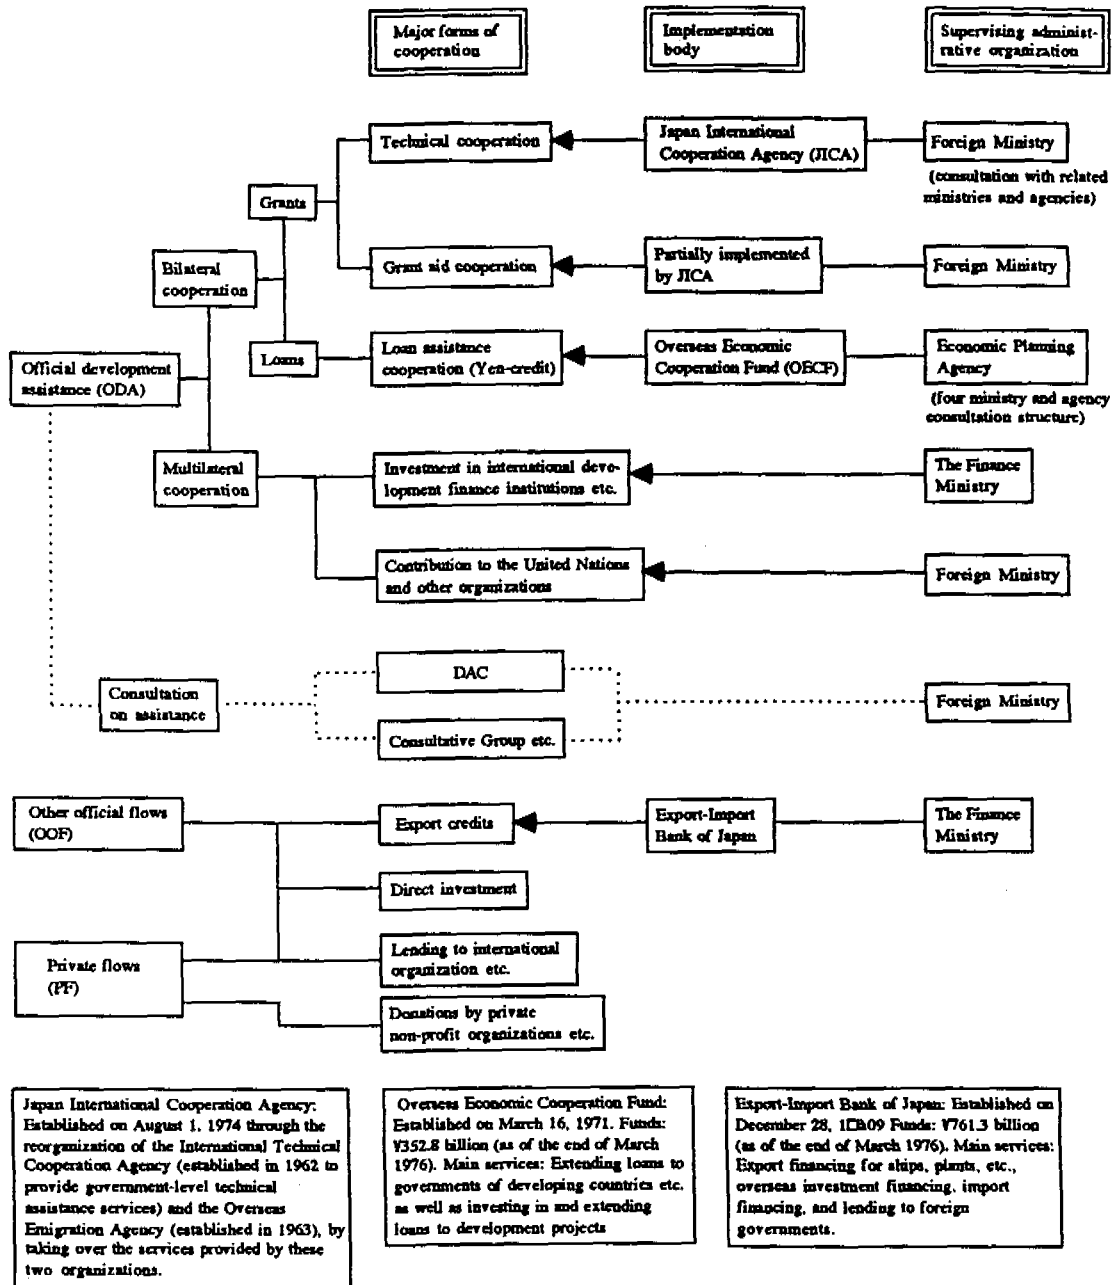 Major forms of
cooperation
Implementation
body
Supervising administ-
rative organization
Technical cooperation
Japan International
Cooperation Agency (JICA)
Foreign Ministry
(consultation with related
ministries and agencies)
Grants
Grant aid cooperation
Partially implemented
by JICA
Foreign Ministry
Bilateral
cooperation
Loans
Loan assistance
cooperation (Yen-credit)
Overseas Economic
Cooperation Fund (OECF)
Economic Planning
Agency
(four ministry and agency
consultation structure)
Official development
assistance (ODA)
Multilateral
cooperation
Investment in international deve-
lopment finance institutions etc.
The Finance
Ministry
Contribution to the United Nations
and other organizations
Foreign Ministry
Consultation
on assistance
DAC
Consultative Group etc.
Foreign Ministry
Other official flows
(OOF)
Export credits
Export-Import
Bank of Japan
The Finance
Ministry
Direct investment
Private flows
(PF)
Lending to international
organization etc.
Donations by private
non-profit organizations etc.
Japan International Cooperation Agency:
Established on August 1, 1974 through the
reorganization of the International Technical
Cooperation Agency (established in 1962 to
provide government-level technical
assistance services) and the Overseas
Emigration Agency (established in 1963), by
taking over the services provided by these
two organizations.
Overseas Economic Cooperation Fund:
Established on March 16, 1971. Funds:
¥352.8 billion (as of the end of March
1976). Main services: Extending loans to
governments of developing countries etc.
as well as investing in and extending
loans to development projects
Export-Import Bank of Japan: Established on
December 28, Funds: ¥761.3 billion
(as of the end of March 1976). Main services:
Export financing for ships, plants, etc.,
overseas investment financing, import
financing, and lending to foreign
governments.